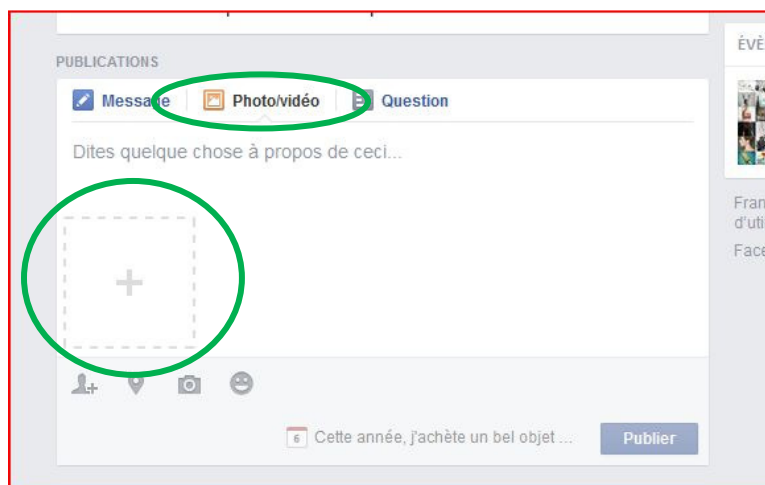 ÉVÈ
PUBLICATIONS
Message Photo/vidéo Question
Dites quelque chose à propos de ceci...
Fran
d'uti
Face
6 Cette année, j'achète un bel objet ... Publier